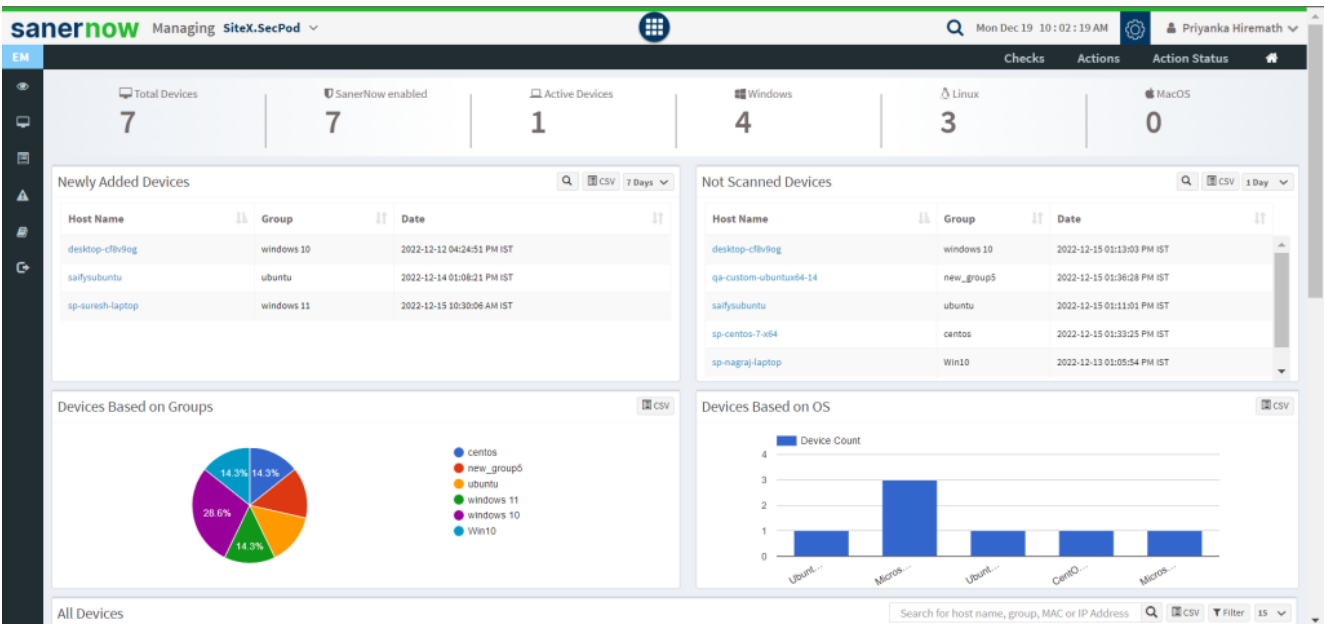 sanernow Managing SiteX.SecPod Mon Dec 19 10:02:19 AM Priyanka Hiremath
EM Checks Actions Action Status
Total Devices SanerNow enabled Active Devices Windows Linux MacOS
7 7 1 4 3 0
Newly Added Devices CSV 7 Days
Host Name Group Date
desktop-cf8v9og windows 10 2022-12-12 04:24:51 PM IST
saifysubuntu ubuntu 2022-12-14 01:08:21 PM IST
sp-suresh-laptop windows 11 2022-12-15 10:30:06 AM IST
Not Scanned Devices CSV 1 Day
Host Name Group Date
desktop-cf8v9og windows 10 2022-12-15 01:13:03 PM IST
qa-custom-ubuntux64-14 new_group5 2022-12-15 01:36:28 PM IST
saifysubuntu ubuntu 2022-12-15 01:11:01 PM IST
sp-centos-7-x64 centos 2022-12-15 01:33:25 PM IST
sp-nagraj-laptop Win10 2022-12-13 01:05:54 PM IST
Devices Based on Groups CSV
14.3% 14.3%
28.6%
14.3%
centos
new_group5
ubuntu
windows 11
windows 10
Win10
Devices Based on OS CSV
Device Count
4
3
2
1
0
Ubunt... Micros... Ubunt... CentO... Micros...
All Devices Search for host name, group, MAC or IP Address CSV Filter 15